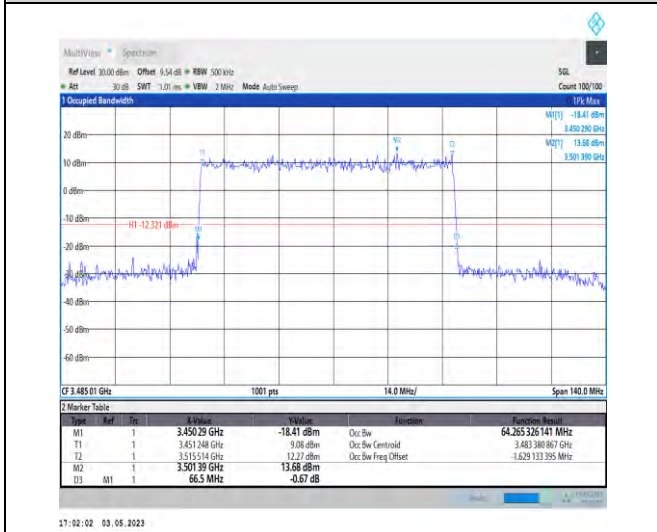 MultiView Spectrum
Ref Level 30.00 dBm Offset 9.54 dB RBW 500 kHz SGL
Att 30 dB SWT 1.01 ms VBW 2 MHz Mode Auto Sweep Count 100/100
1 Occupied Bandwidth 1Pk Max
M1[1] -18.41 dBm
3.450 290 GHz
M2[1] 13.68 dBm
3.501 390 GHz
20 dBm
T1
M2
T2
10 dBm
0 dBm
-10 dBm
H1 -12.321 dBm
M1
D3
-30 dBm
-40 dBm
-50 dBm
-60 dBm
CF 3.485 01 GHz 1001 pts 14.0 MHz/ Span 140.0 MHz
2 Marker Table
Type Ref Trc X-Value Y-Value Function Function Result
M1 1 3.450 29 GHz -18.41 dBm Occ Bw 64.265 326 141 MHz
T1 1 3.451 248 GHz 9.08 dBm Occ Bw Centroid 3.483 380 867 GHz
T2 1 3.515 514 GHz 12.27 dBm Occ Bw Freq Offset -1.629 133 395 MHz
M2 1 3.501 39 GHz 13.68 dBm
D3 M1 1 66.5 MHz -0.67 dB
17:02:02 03.05.2023